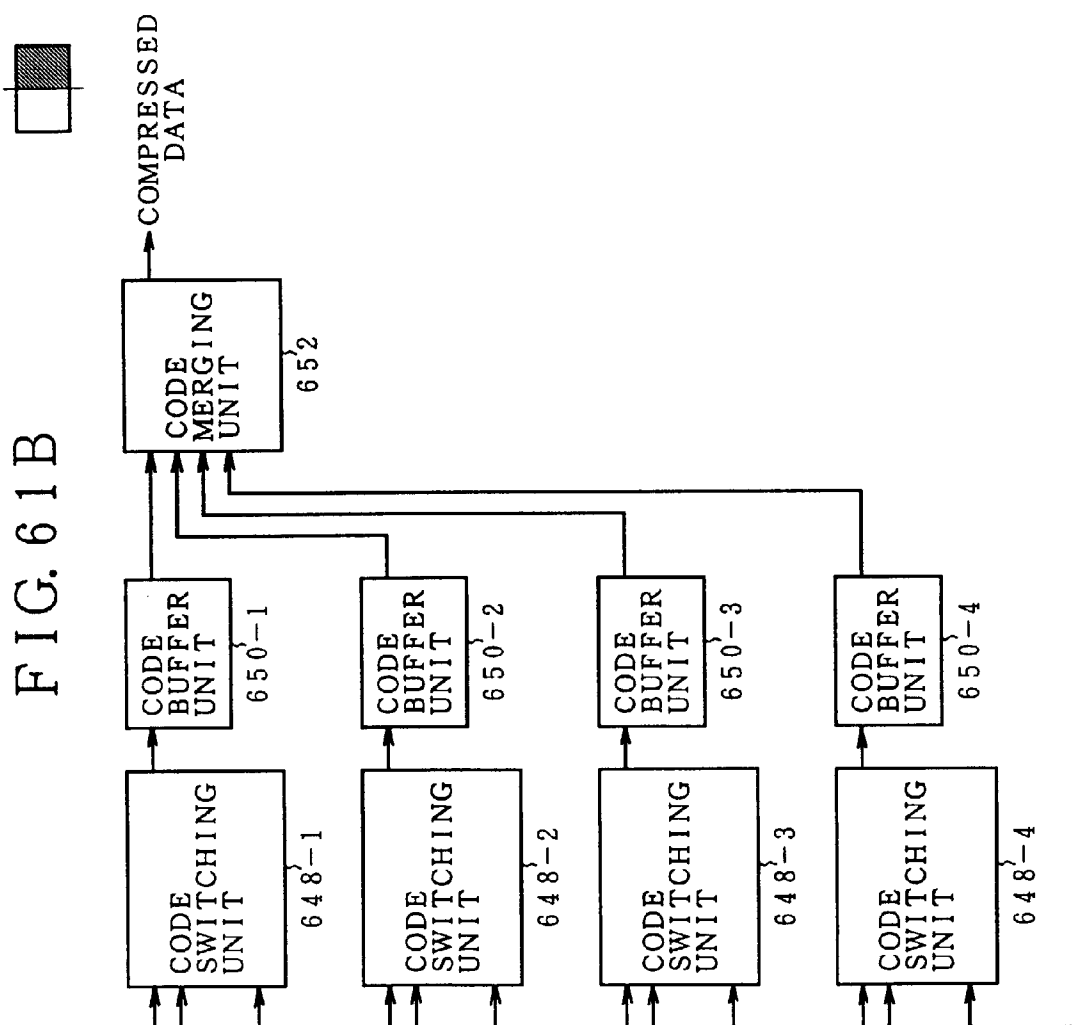 FIG. 61B
CODE
SWITCHING
UNIT
648-1
CODE
BUFFER
UNIT
650-1
CODE
MERGING
UNIT
652
COMPRESSED
DATA
CODE
SWITCHING
UNIT
648-2
CODE
BUFFER
UNIT
650-2
CODE
SWITCHING
UNIT
648-3
CODE
BUFFER
UNIT
650-3
CODE
SWITCHING
UNIT
648-4
CODE
BUFFER
UNIT
650-4